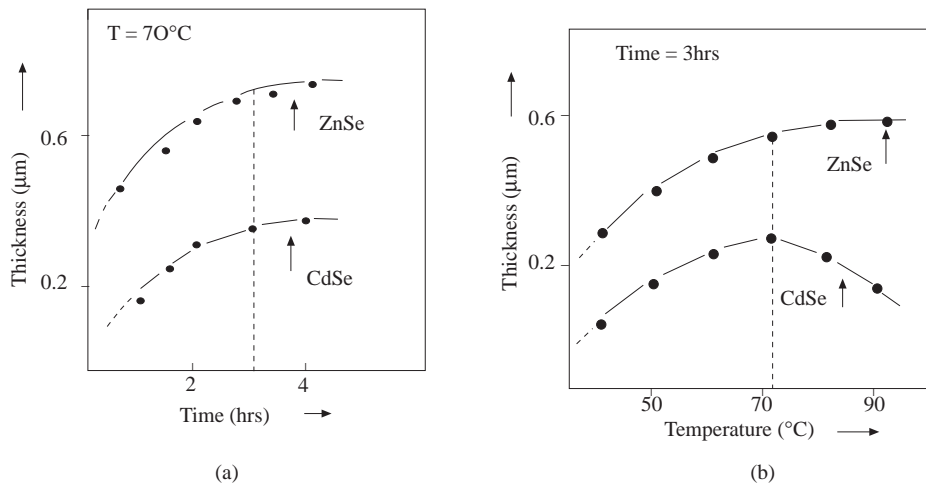 T = 7O°C
Thickness (µm)
0.6
0.2
ZnSe
CdSe
2
4
Time (hrs)
(a)
Time = 3hrs
Thickness (µm)
0.6
0.2
ZnSe
CdSe
50
70
90
Temperature (°C)
(b)